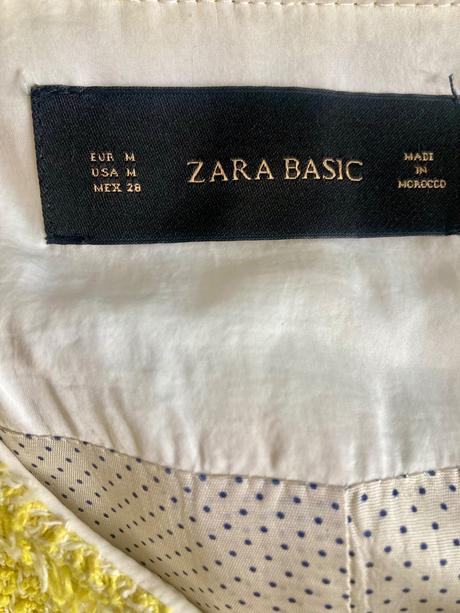 EUR M
USA M
MEX 28
ZARA BASIC
MADE
IN
MOROCCO